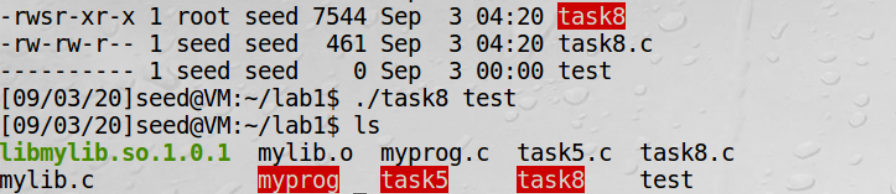 -rwsr-xr-x 1 root seed 7544 Sep  3 04:20 task8
-rw-rw-r-- 1 seed seed  461 Sep  3 04:20 task8.c
---------- 1 seed seed    0 Sep  3 00:00 test
[09/03/20]seed@VM:~/lab1$ ./task8 test
[09/03/20]seed@VM:~/lab1$ ls
libmylib.so.1.0.1  mylib.o  myprog.c  task5.c  task8.c
mylib.c            myprog   task5     task8    test